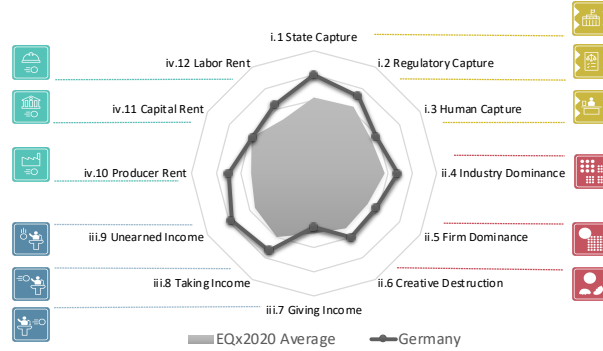 i.1 State Capture
iv.12 Labor Rent
i.2 Regulatory Capture
iv.11 Capital Rent
i.3 Human Capture
iv.10 Producer Rent
ii.4 Industry Dominance
iii.9 Unearned Income
ii.5 Firm Dominance
iii.8 Taking Income
ii.6 Creative Destruction
iii.7 Giving Income
EQx2020 Average
Germany